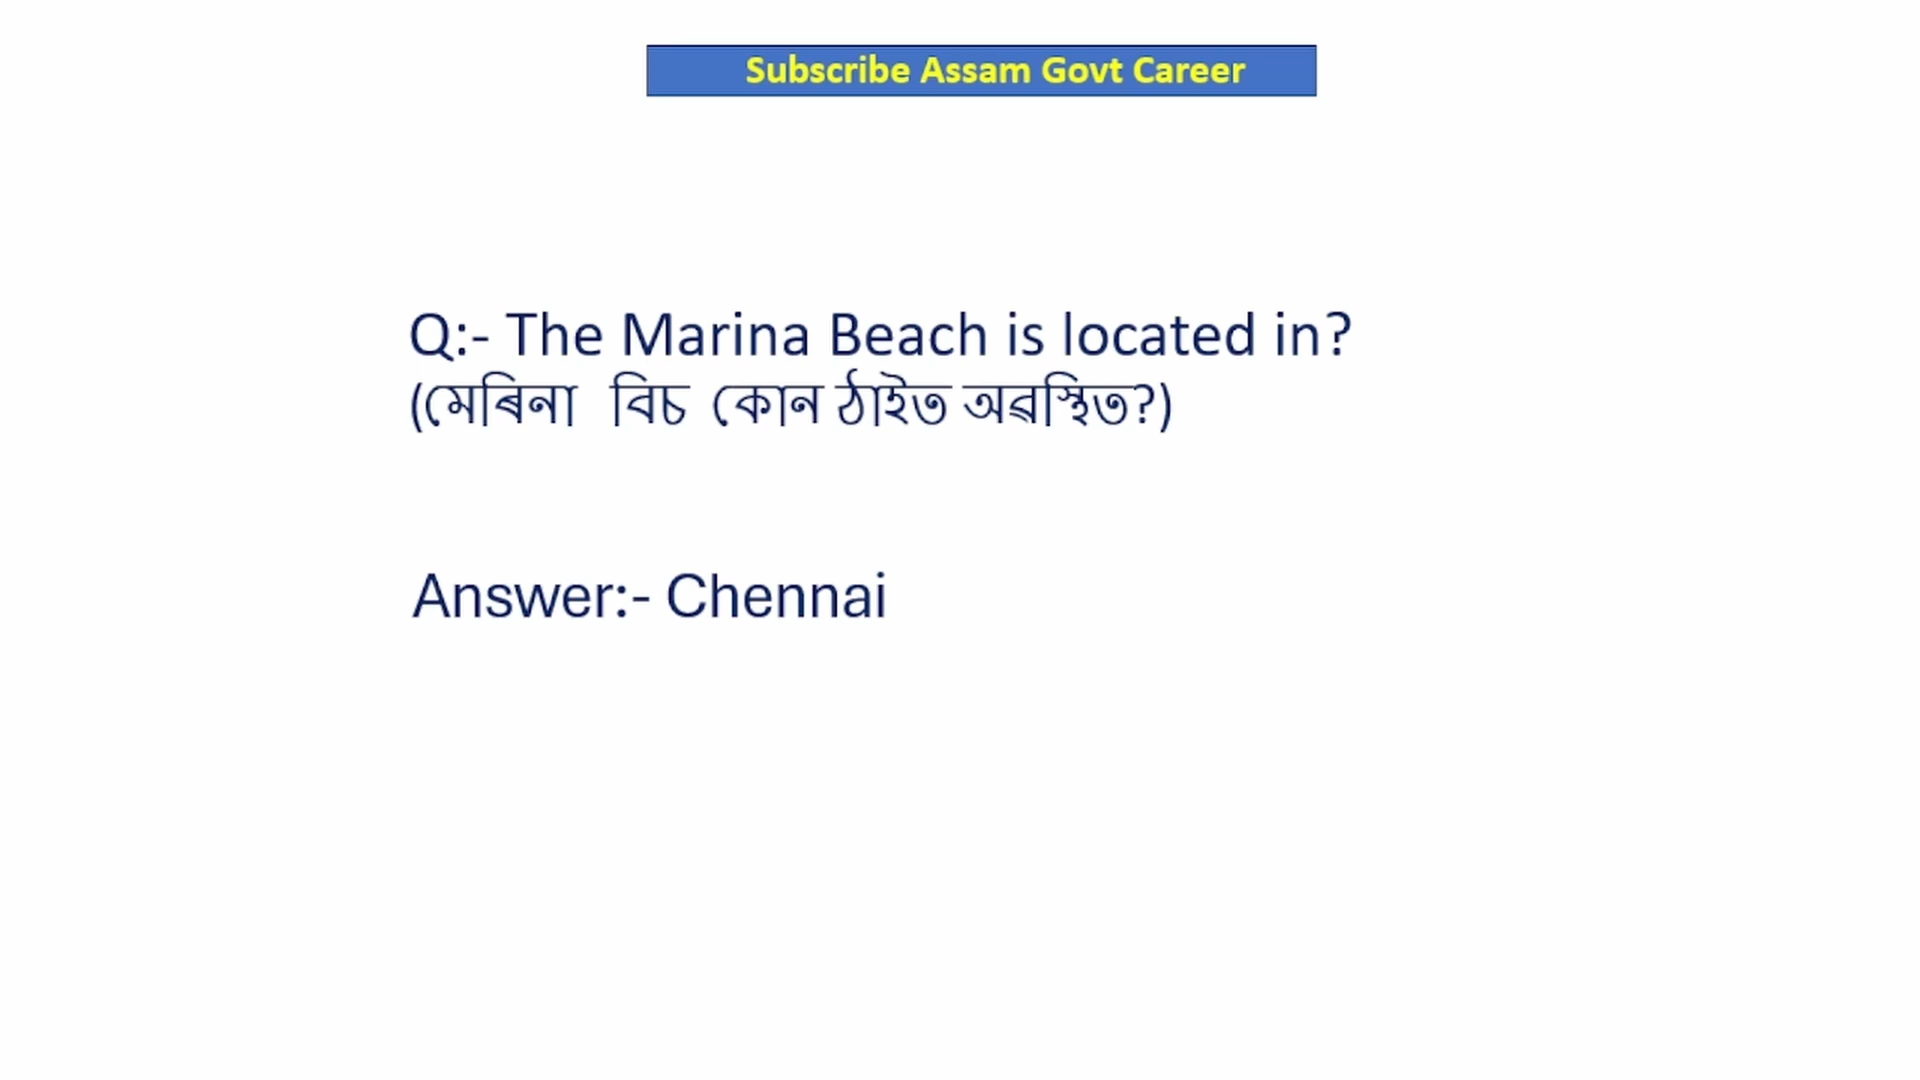 Subscribe Assam Govt Career
Q:- The Marina Beach is located in?
(মেৰিনা বিচ কোন ঠাইত অৱস্থিত?)
Answer:- Chennai